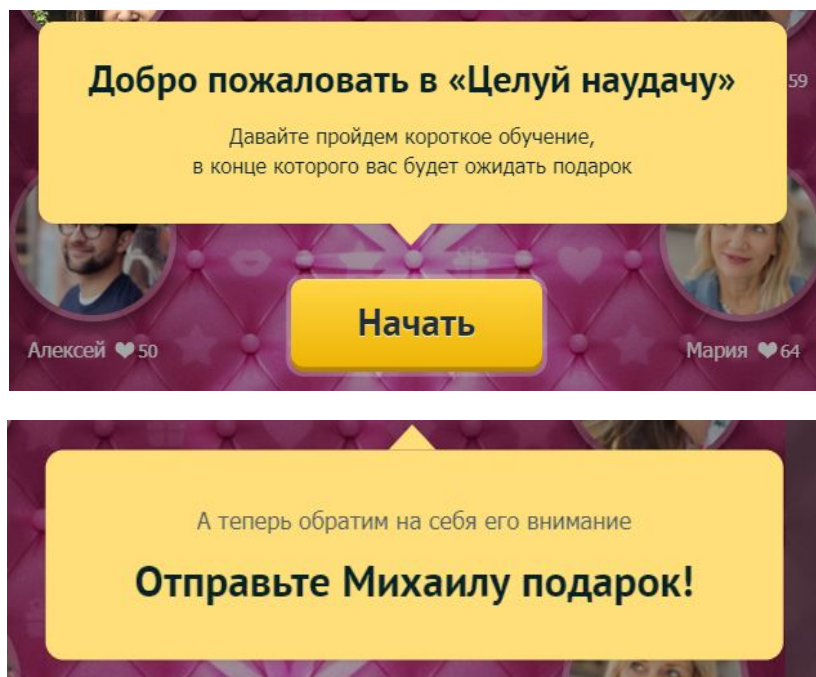 Добро пожаловать в «Целуй наудачу»
59
Давайте пройдем короткое обучение,
в конце которого вас будет ожидать подарок
Начать
Алексей ♥ 50
Мария ♥ 64
А теперь обратим на себя его внимание
Отправьте Михаилу подарок!